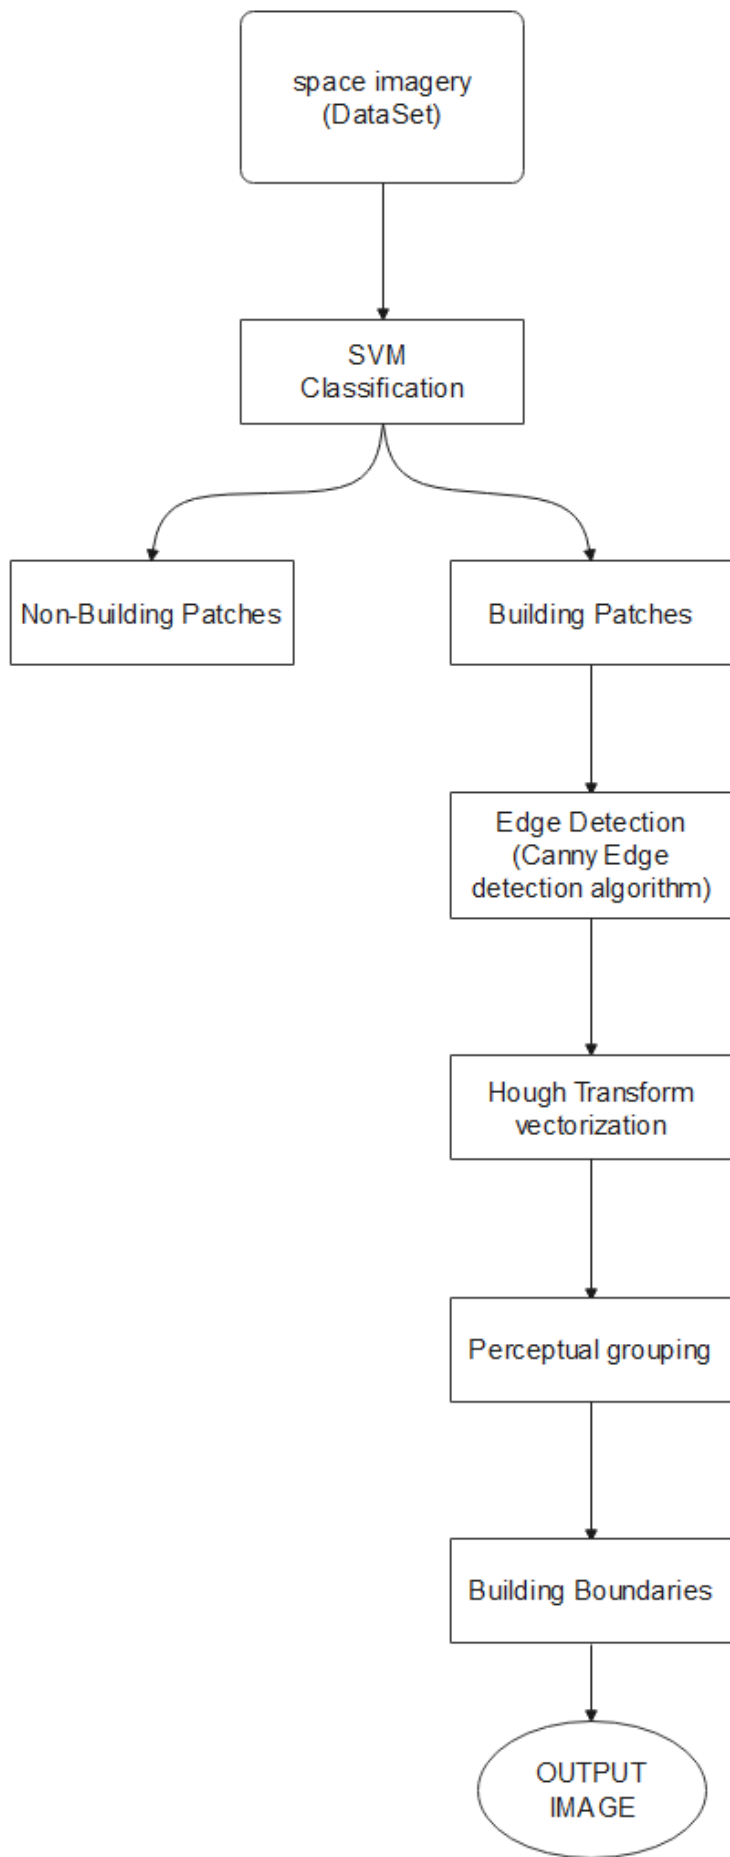 space imagery
(DataSet)
SVM
Classification
Non-Building Patches
Building Patches
Edge Detection
(Canny Edge
detection algorithm)
Hough Transform
vectorization
Perceptual grouping
Building Boundaries
OUTPUT
IMAGE